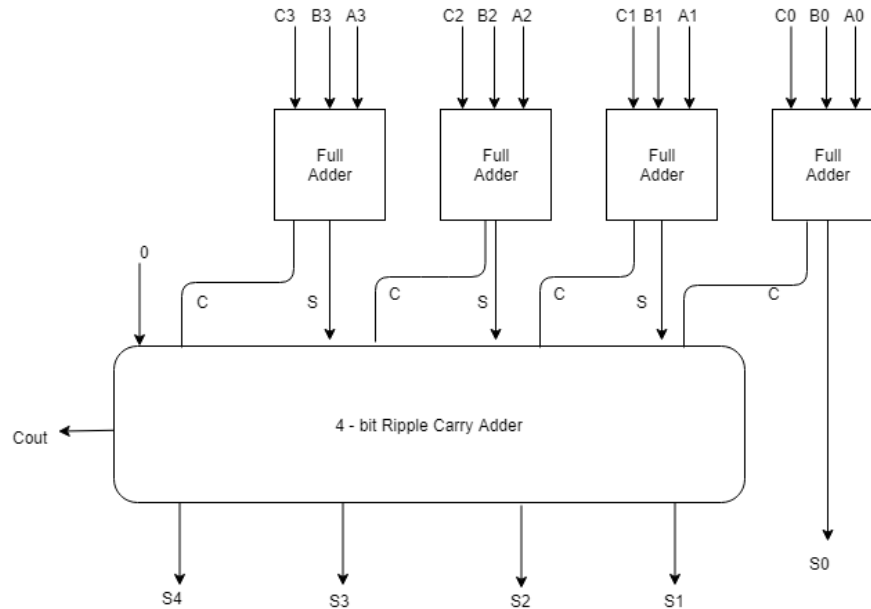 C3 B3 A3 C2 B2 A2 C1 B1 A1 C0 B0 A0
Full
Adder
Full
Adder
Full
Adder
Full
Adder
0
C S C S C S C
4 - bit Ripple Carry Adder
Cout
S4 S3 S2 S1 S0